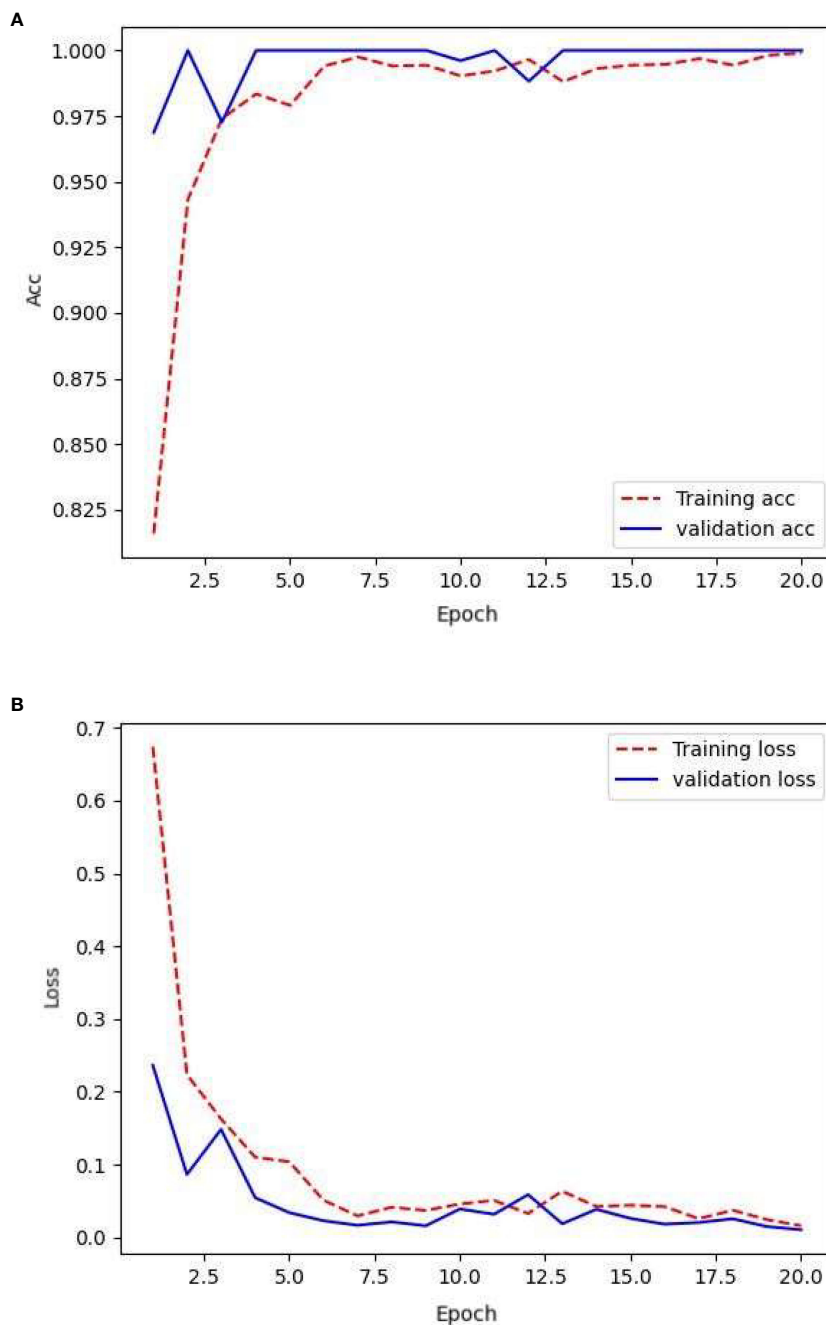 A
1.000
0.975
0.950
0.925
0.900
0.875
0.850
0.825
Acc
Training acc
validation acc
2.5 5.0 7.5 10.0 12.5 15.0 17.5 20.0
Epoch
B
0.7
0.6
0.5
0.4
0.3
0.2
0.1
0.0
Loss
Training loss
validation loss
2.5 5.0 7.5 10.0 12.5 15.0 17.5 20.0
Epoch